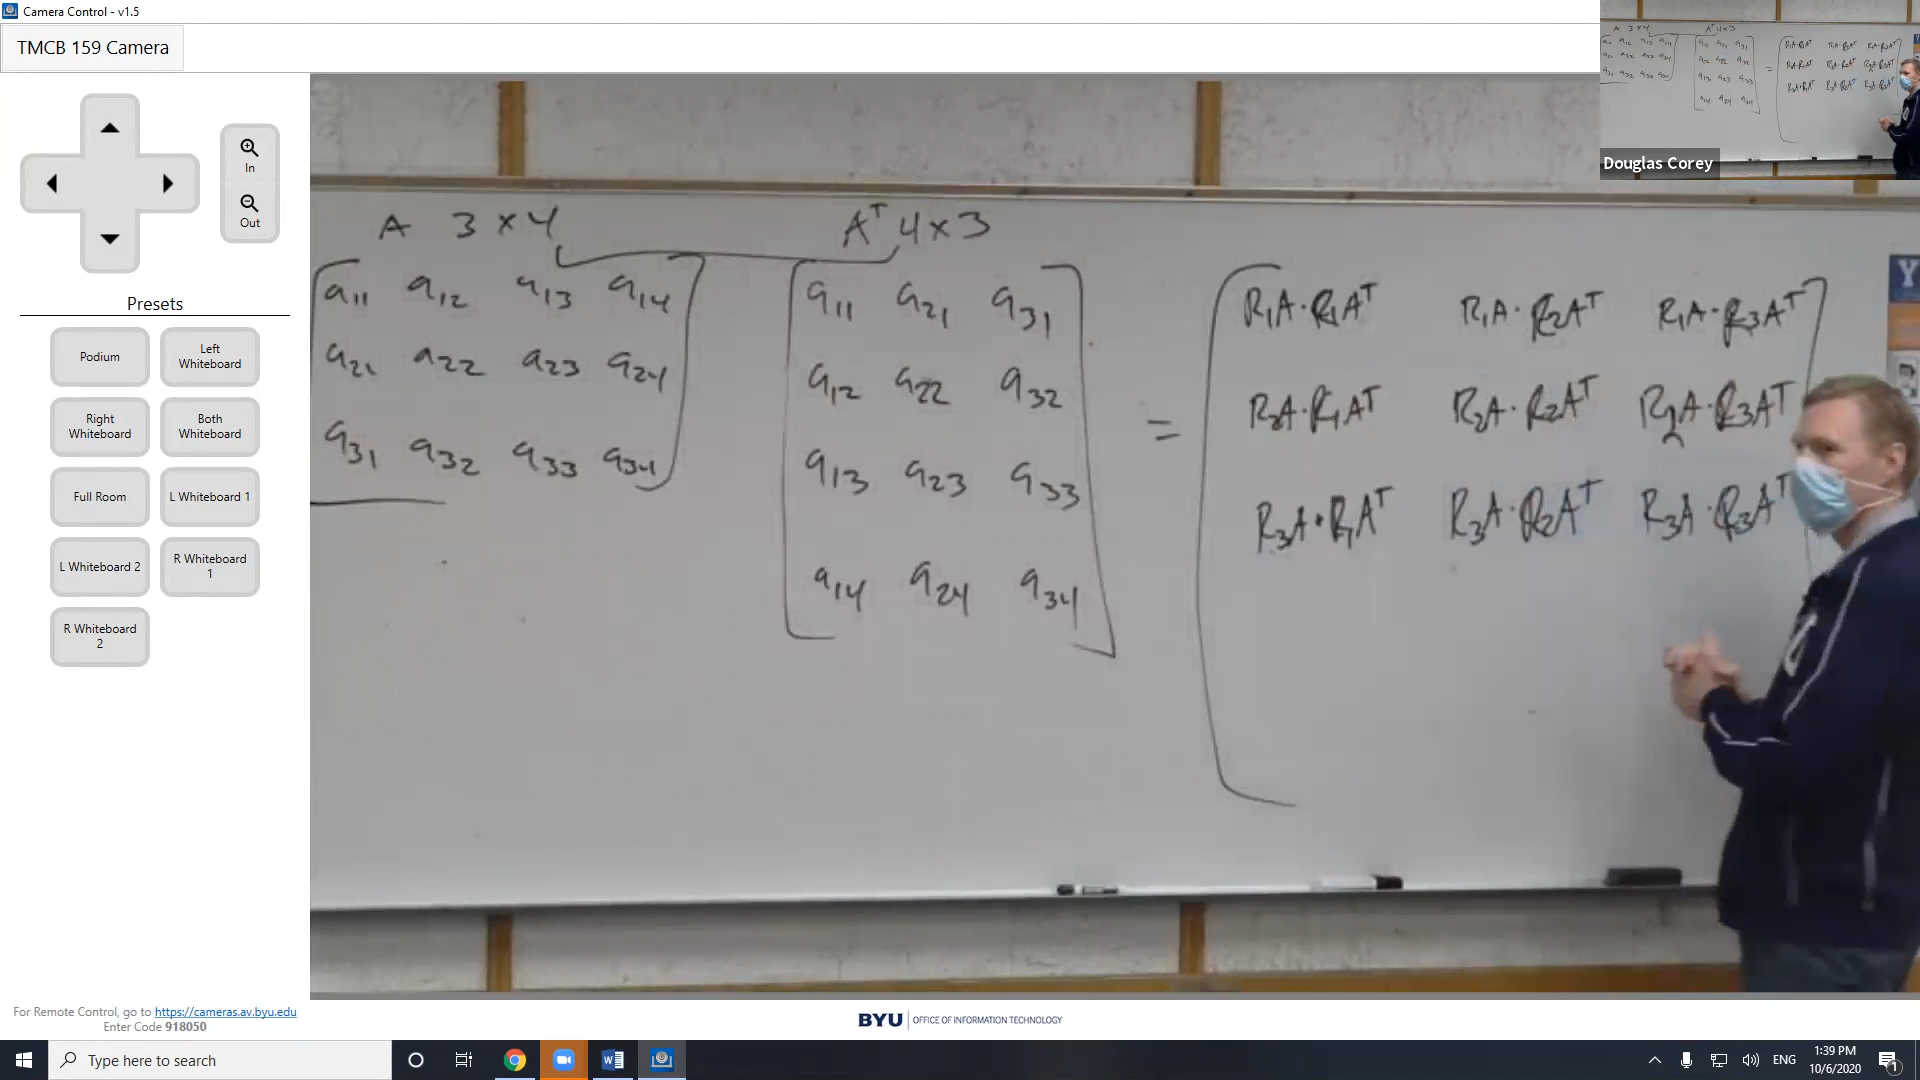 Camera Control - v1.5
TMCB 159 Camera
In
Out
Presets
Podium
Left Whiteboard
Right Whiteboard
Both Whiteboard
Full Room
L Whiteboard 1
L Whiteboard 2
R Whiteboard 1
R Whiteboard 2
For Remote Control, go to https://cameras.av.byu.edu
Enter Code 918050
A 3 × 4
Aᵀ 4 × 3
a11 a12 a13 a14
a21 a22 a23 a24
a31 a32 a33 a34
a11 a21 a31
a12 a22 a32
a13 a23 a33
a14 a24 a34
=
R1A · R1Aᵀ R1A · R2Aᵀ R1A · R3Aᵀ
R2A · R1Aᵀ R2A · R2Aᵀ R2A · R3Aᵀ
R3A · R1Aᵀ R3A · R2Aᵀ R3A · R3Aᵀ
Douglas Corey
BYU OFFICE OF INFORMATION TECHNOLOGY
Type here to search
ENG
1:39 PM
10/6/2020
1